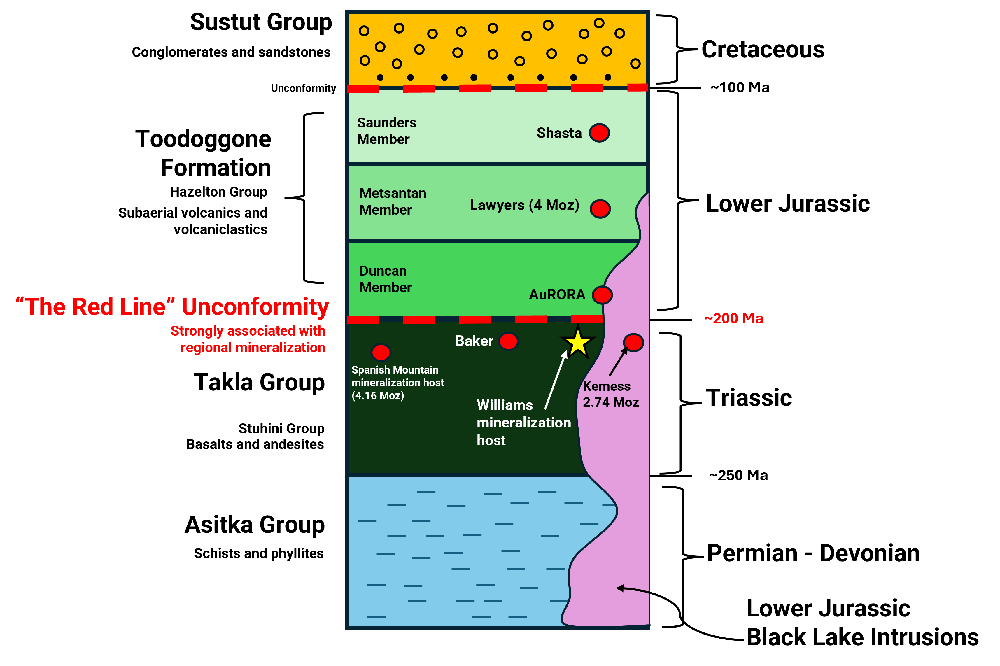 Sustut Group
Conglomerates and sandstones
Unconformity
Toodoggone
Formation
Hazelton Group
Subaerial volcanics and
volcaniclastics
“The Red Line” Unconformity
Strongly associated with
regional mineralization
Takla Group
Stuhini Group
Basalts and andesites
Asitka Group
Schists and phyllites
Saunders
Member
Shasta
Metsantan
Member
Lawyers (4 Moz)
Duncan
Member
AuRORA
Baker
Spanish Mountain
mineralization host
(4.16 Moz)
Williams
mineralization
host
Kemess
2.74 Moz
Cretaceous
~100 Ma
Lower Jurassic
~200 Ma
Triassic
~250 Ma
Permian - Devonian
Lower Jurassic
Black Lake Intrusions